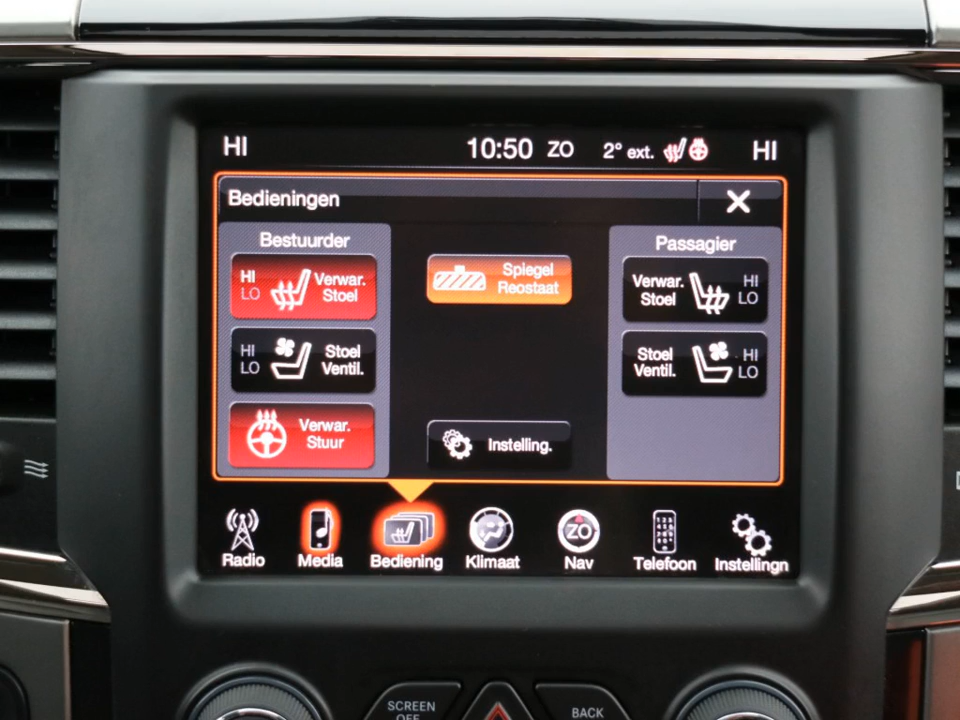 HI 10:50 ZO 2° ext. HI
Bedieningen
Bestuurder
HI
LO
Verwar.
Stoel
HI
LO
Stoel
Ventil.
Verwar.
Stuur
Spiegel
Reostaat
Instelling.
Passagier
Verwar.
Stoel
HI
LO
Stoel
Ventil.
HI
LO
ZO
Radio Media Bediening Klimaat Nav Telefoon Instellingn
SCREEN
OFF
BACK